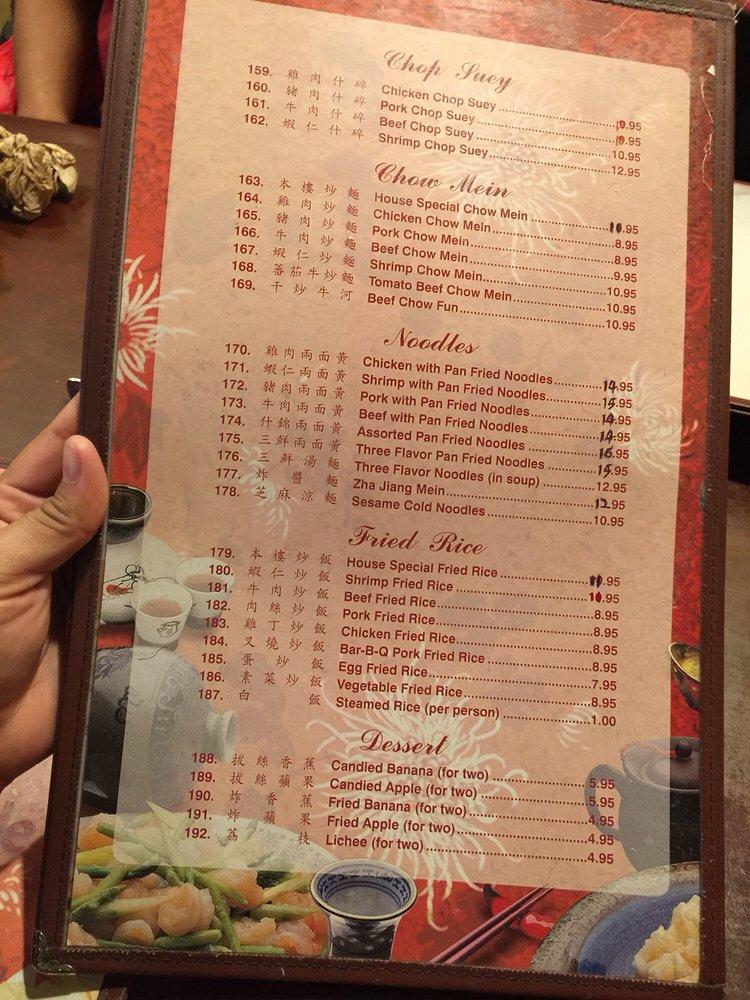 Chop Suey
159. 雞肉什碎 Chicken Chop Suey
160. 豬肉什碎 Pork Chop Suey
161. 牛肉什碎 Beef Chop Suey 10.95
162. 蝦仁什碎 Shrimp Chop Suey 12.95
Chow Mein
163. 本樓炒麵 House Special Chow Mein 10.95
164. 雞肉炒麵 Chicken Chow Mein 8.95
165. 豬肉炒麵 Pork Chow Mein 8.95
166. 牛肉炒麵 Beef Chow Mein 9.95
167. 蝦仁炒麵 Shrimp Chow Mein 10.95
168. 番茄牛炒麵 Tomato Beef Chow Mein 10.95
169. 干炒牛河 Beef Chow Fun 10.95
Noodles
170. 雞肉兩面黃 Chicken with Pan Fried Noodles 14.95
171. 蝦仁兩面黃 Shrimp with Pan Fried Noodles 15.95
172. 豬肉兩面黃 Pork with Pan Fried Noodles 14.95
173. 牛肉兩面黃 Beef with Pan Fried Noodles 14.95
174. 什錦兩面黃 Assorted Pan Fried Noodles 16.95
175. 三鮮兩面黃 Three Flavor Pan Fried Noodles 15.95
176. 三鮮湯麵 Three Flavor Noodles (in soup) 12.95
177. 炸醬麵 Zha Jiang Mein 12.95
178. 芝麻涼麵 Sesame Cold Noodles 10.95
Fried Rice
179. 本樓炒飯 House Special Fried Rice
180. 蝦仁炒飯 Shrimp Fried Rice 10.95
181. 牛肉炒飯 Beef Fried Rice 8.95
182. 肉絲炒飯 Pork Fried Rice 8.95
183. 雞丁炒飯 Chicken Fried Rice 8.95
184. 叉燒炒飯 Bar-B-Q Pork Fried Rice 8.95
185. 蛋炒飯 Egg Fried Rice 7.95
186. 素菜炒飯 Vegetable Fried Rice 8.95
187. 白飯 Steamed Rice (per person) 1.00
Dessert
188. 拔絲香蕉 Candied Banana (for two) 5.95
189. 拔絲蘋果 Candied Apple (for two) 5.95
190. 炸香蕉 Fried Banana (for two) 4.95
191. 炸蘋果 Fried Apple (for two) 4.95
192. 荔枝 Lichee (for two) 4.95